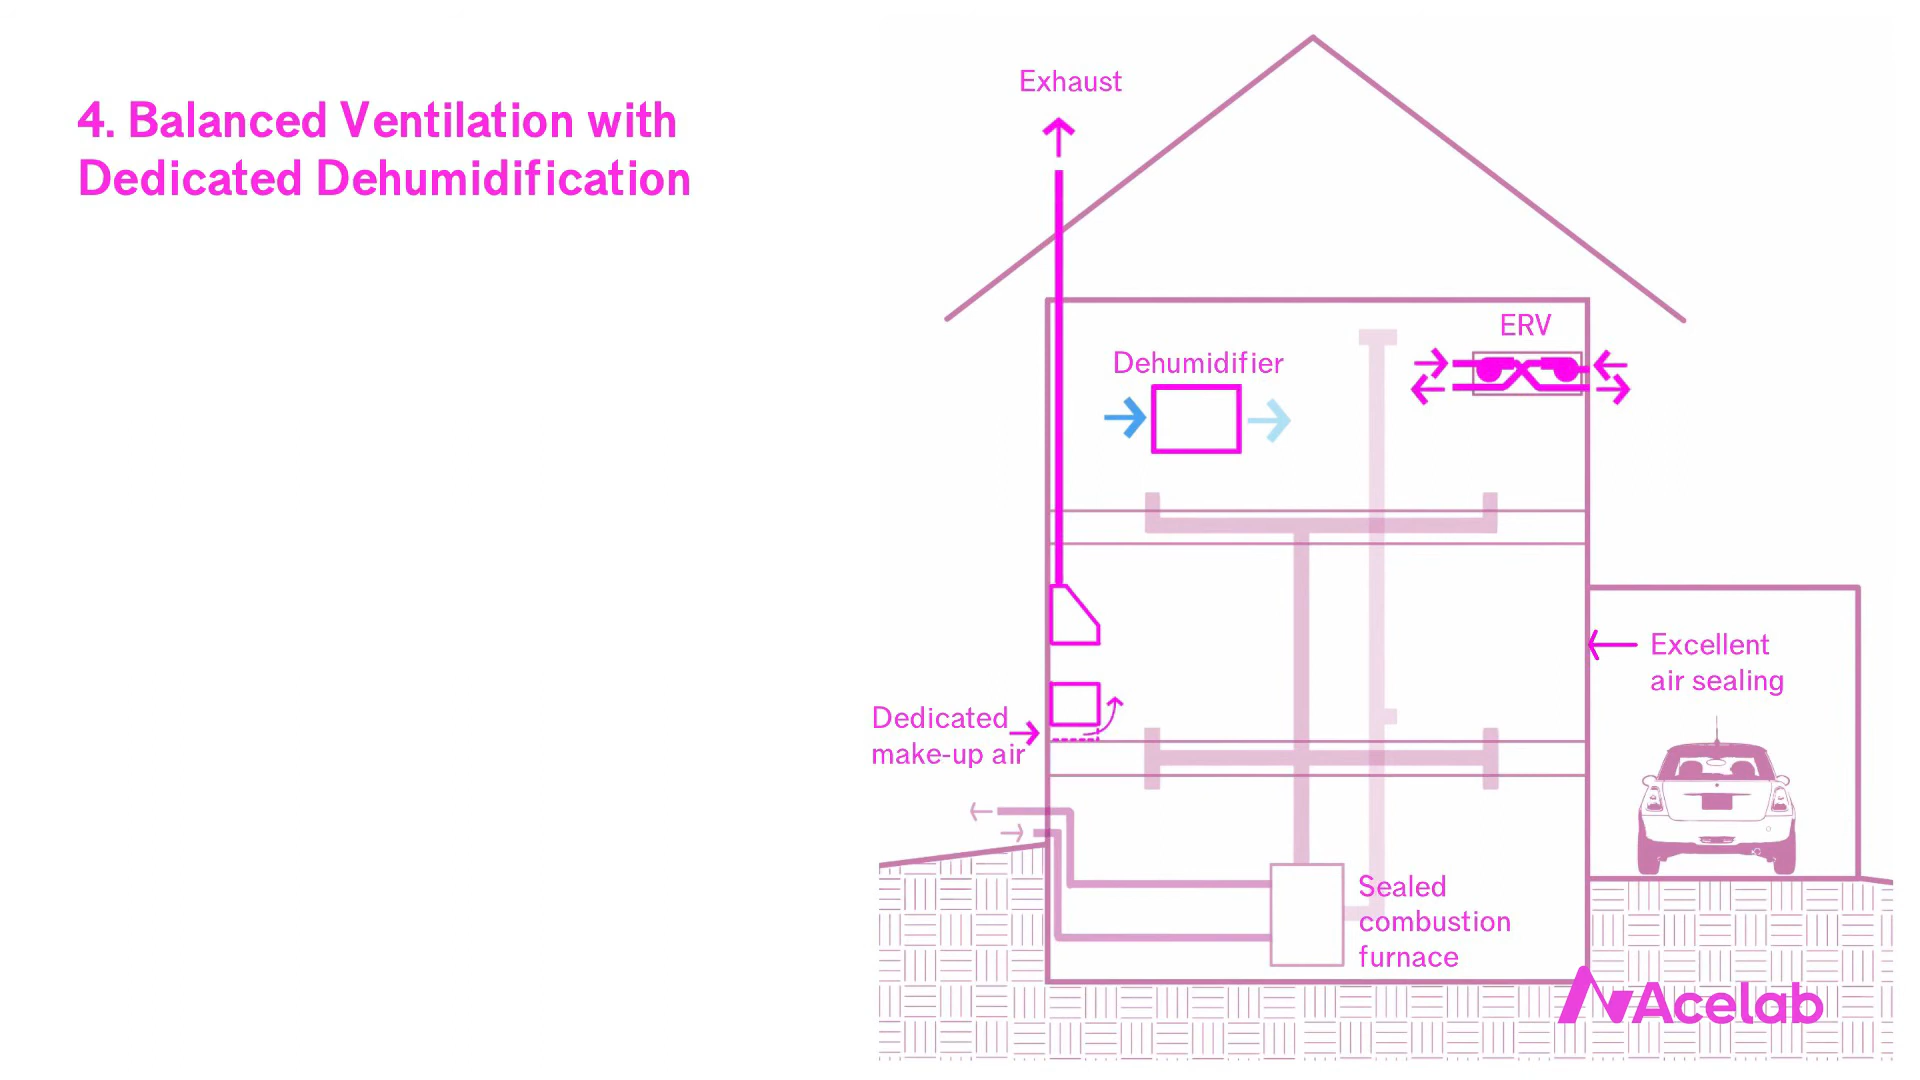 4. Balanced Ventilation with
Dedicated Dehumidification
Exhaust
ERV
Dehumidifier
Excellent
air sealing
Dedicated
make-up air
Sealed
combustion
furnace
Acelab